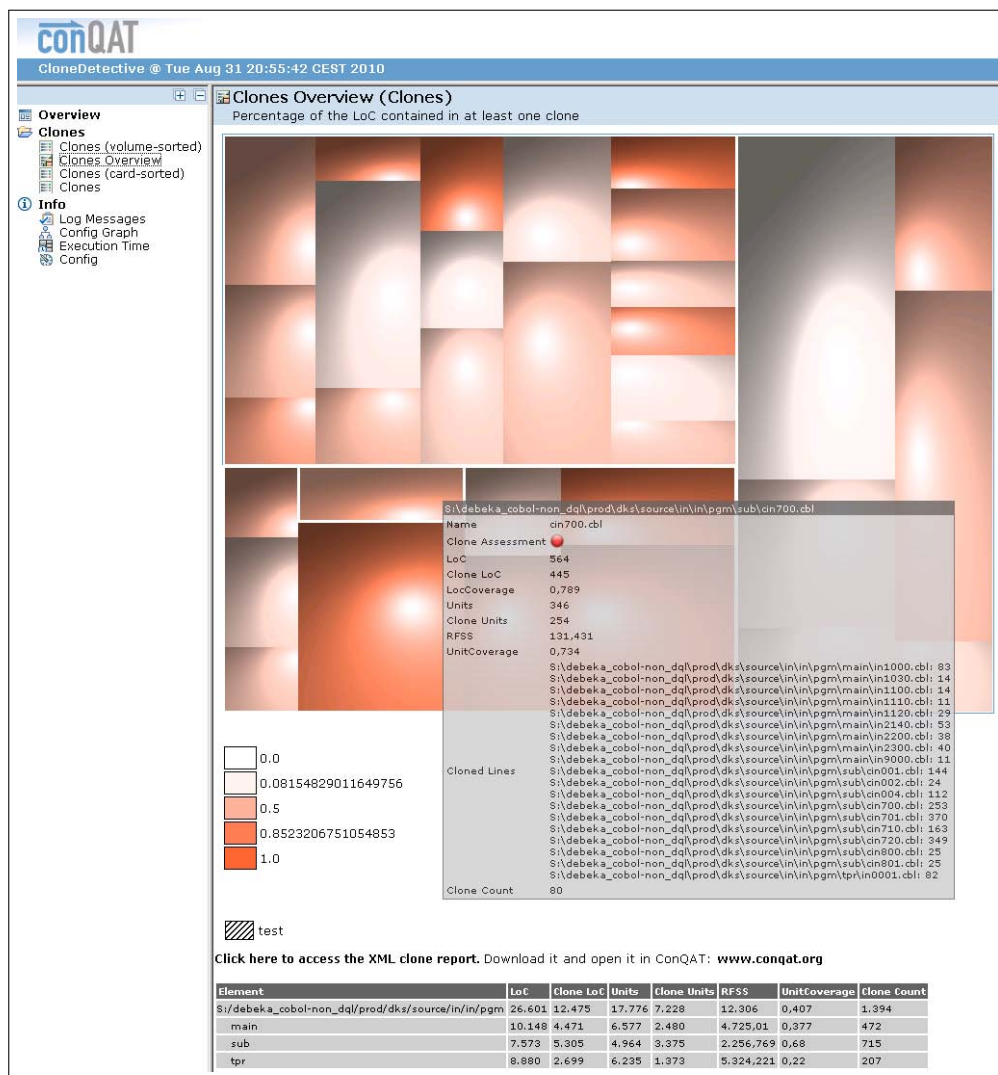 conQAT
CloneDetective @ Tue Aug 31 20:55:42 CEST 2010
Overview
Clones
Clones (volume-sorted)
Clones Overview
Clones (card-sorted)
Clones
Info
Log Messages
Config Graph
Execution Time
Config
Clones Overview (Clones)
Percentage of the LoC contained in at least one clone
S:\debeka_cobol-non_dql\prod\dks\source\in\in\pgm\sub\cin700.cbl
Name cin700.cbl
Clone Assessment
LoC 564
Clone LoC 445
LocCoverage 0,789
Units 346
Clone Units 254
RFSS 131,431
UnitCoverage 0,734
S:\debeka_cobol-non_dql\prod\dks\source\in\in\pgm\main\in1000.cbl: 83
S:\debeka_cobol-non_dql\prod\dks\source\in\in\pgm\main\in1030.cbl: 14
S:\debeka_cobol-non_dql\prod\dks\source\in\in\pgm\main\in1100.cbl: 14
S:\debeka_cobol-non_dql\prod\dks\source\in\in\pgm\main\in1110.cbl: 11
S:\debeka_cobol-non_dql\prod\dks\source\in\in\pgm\main\in1120.cbl: 29
S:\debeka_cobol-non_dql\prod\dks\source\in\in\pgm\main\in2140.cbl: 53
S:\debeka_cobol-non_dql\prod\dks\source\in\in\pgm\main\in2200.cbl: 38
S:\debeka_cobol-non_dql\prod\dks\source\in\in\pgm\main\in2300.cbl: 40
S:\debeka_cobol-non_dql\prod\dks\source\in\in\pgm\main\in9000.cbl: 11
Cloned Lines S:\debeka_cobol-non_dql\prod\dks\source\in\in\pgm\sub\cin001.cbl: 144
S:\debeka_cobol-non_dql\prod\dks\source\in\in\pgm\sub\cin002.cbl: 24
S:\debeka_cobol-non_dql\prod\dks\source\in\in\pgm\sub\cin004.cbl: 112
S:\debeka_cobol-non_dql\prod\dks\source\in\in\pgm\sub\cin700.cbl: 253
S:\debeka_cobol-non_dql\prod\dks\source\in\in\pgm\sub\cin701.cbl: 370
S:\debeka_cobol-non_dql\prod\dks\source\in\in\pgm\sub\cin710.cbl: 163
S:\debeka_cobol-non_dql\prod\dks\source\in\in\pgm\sub\cin720.cbl: 349
S:\debeka_cobol-non_dql\prod\dks\source\in\in\pgm\sub\cin800.cbl: 25
S:\debeka_cobol-non_dql\prod\dks\source\in\in\pgm\sub\cin801.cbl: 25
S:\debeka_cobol-non_dql\prod\dks\source\in\in\pgm\tpr\in0001.cbl: 82
Clone Count 80
0.0
0.08154829011649756
0.5
0.8523206751054853
1.0
test
Click here to access the XML clone report. Download it and open it in ConQAT: www.conqat.org
Element LoC Clone LoC Units Clone Units RFSS UnitCoverage Clone Count
S:/debeka_cobol-non_dql/prod/dks/source/in/in/pgm 26.601 12.475 17.776 7.228 12.306 0,407 1.394
main 10.148 4.471 6.577 2.480 4.725,01 0,377 472
sub 7.573 5.305 4.964 3.375 2.256,769 0,68 715
tpr 8.880 2.699 6.235 1.373 5.324,221 0,22 207